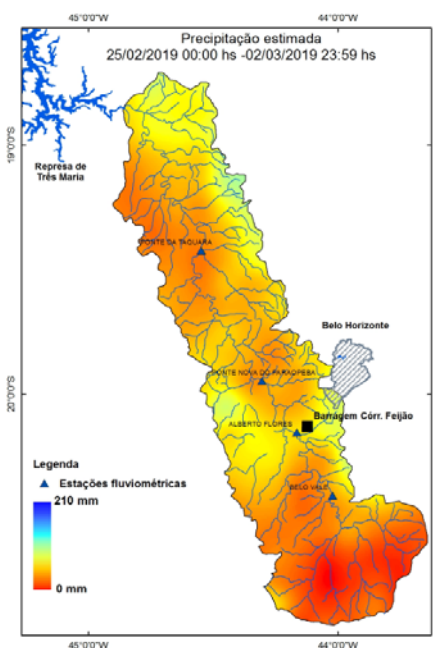 45°0'0"W 44°0'0"W
Precipitação estimada
25/02/2019 00:00 hs -02/03/2019 23:59 hs
19°0'0"S
Represa de
Três Maria
PONTE DA TAQUARA
Belo Horizonte
PONTE NOVA DO PARAOPEBA
20°0'0"S
Barragem Córr. Feijão
ALBERTO FLORES
Legenda
Estações fluviométricas
BELO VALE
210 mm
0 mm
45°0'0"W 44°0'0"W